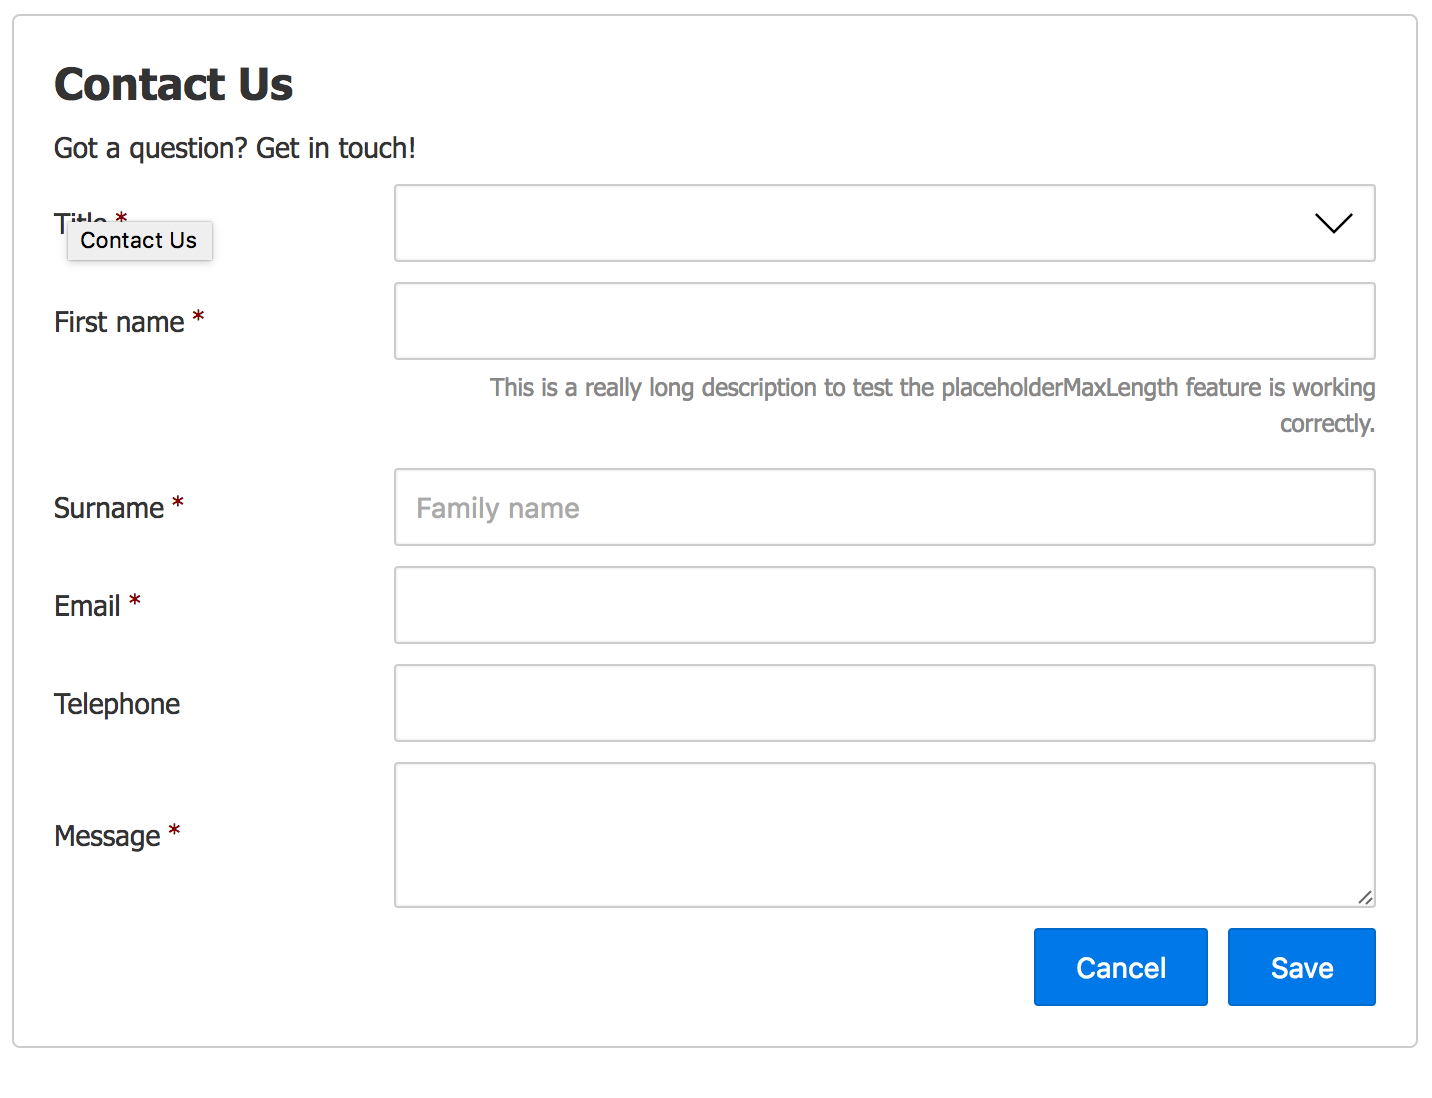 Contact Us
Got a question? Get in touch!
Title *
Contact Us
First name *
This is a really long description to test the placeholderMaxLength feature is working
correctly.
Surname *
Family name
Email *
Telephone
Message *
Cancel
Save